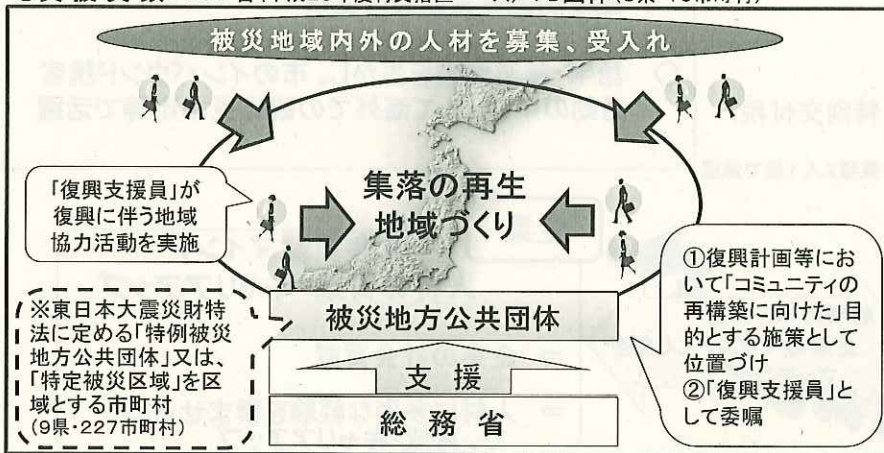 被災地域内外の人材を募集、受入れ
「復興支援員」が
復興に伴う地域
協力活動を実施
集落の再生
地域づくり
※東日本大震災財特
法に定める「特例被災
地方公共団体」又は、
「特定被災区域」を区
域とする市町村
(9県・227市町村)
被災地方公共団体
支援
総務省
①復興計画等にお
いて「コミュニティの
再構築に向けた」目
的とする施策として
位置づけ
②「復興支援員」と
して委嘱